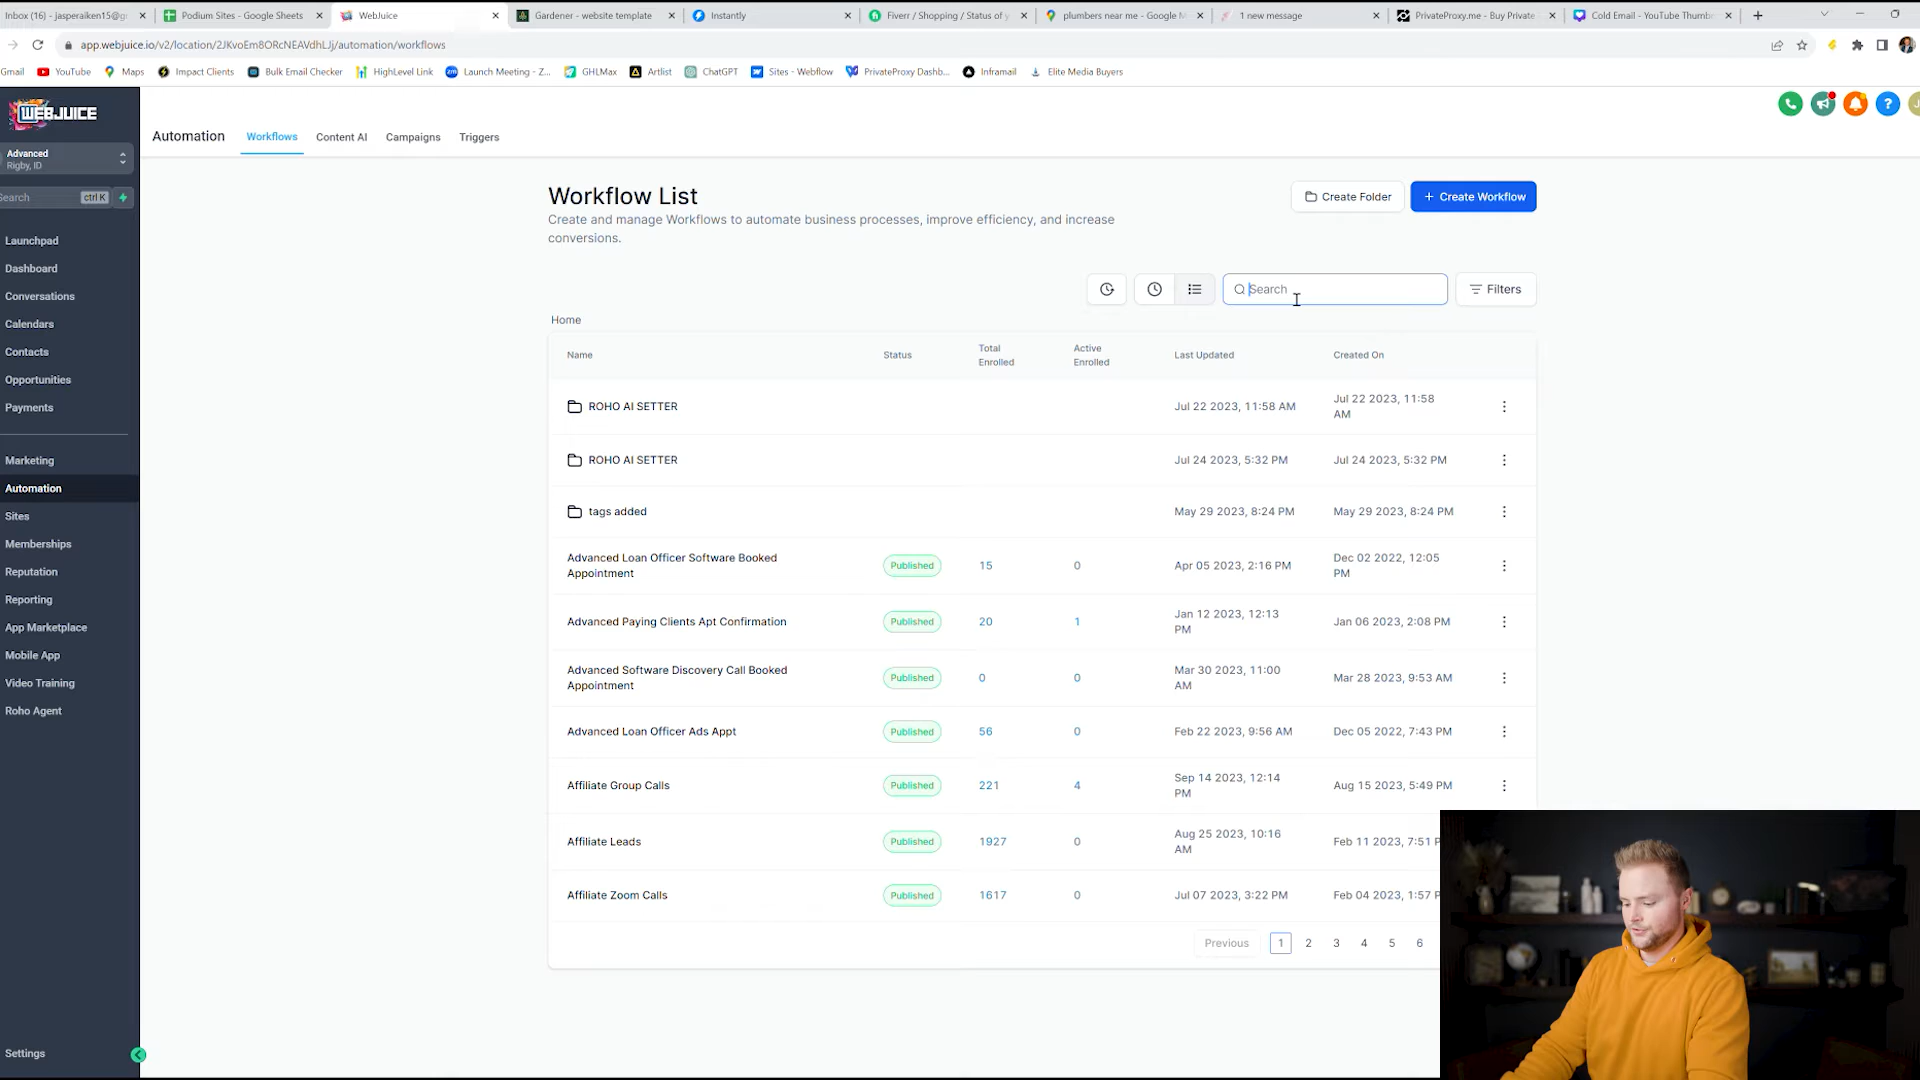 Inbox (16) - jasperaiken15@gr
Podium Sites - Google Sheets
WebJuice
Gardener - website template
Instantly
Fiverr / Shopping / Status of y
plumbers near me - Google M
1 new message
PrivateProxy.me - Buy Private
Cold Email - YouTube Thumbn
app.webjuice.io/v2/location/2JKvoEm8ORcNEAVdhLJj/automation/workflows
Gmail
YouTube
Maps
Impact Clients
Bulk Email Checker
HighLevel Link
Launch Meeting - Z...
GHLMax
Artlist
ChatGPT
Sites - Webflow
PrivateProxy Dashb...
Inframail
Elite Media Buyers
WEBJUICE
Advanced
Rigby, ID
Search
ctrl K
Launchpad
Dashboard
Conversations
Calendars
Contacts
Opportunities
Payments
Marketing
Automation
Sites
Memberships
Reputation
Reporting
App Marketplace
Mobile App
Video Training
Roho Agent
Settings
Automation
Workflows
Content AI
Campaigns
Triggers
Workflow List
Create and manage Workflows to automate business processes, improve efficiency, and increase
conversions.
Create Folder
+ Create Workflow
Search
Filters
Home
Name Status Total Enrolled Active Enrolled Last Updated Created On
ROHO AI SETTER Jul 22 2023, 11:58 AM Jul 22 2023, 11:58 AM
ROHO AI SETTER Jul 24 2023, 5:32 PM Jul 24 2023, 5:32 PM
tags added May 29 2023, 8:24 PM May 29 2023, 8:24 PM
Advanced Loan Officer Software Booked Appointment Published 15 0 Apr 05 2023, 2:16 PM Dec 02 2022, 12:05 PM
Advanced Paying Clients Apt Confirmation Published 20 1 Jan 12 2023, 12:13 PM Jan 06 2023, 2:08 PM
Advanced Software Discovery Call Booked Appointment Published 0 0 Mar 30 2023, 11:00 AM Mar 28 2023, 9:53 AM
Advanced Loan Officer Ads Appt Published 56 0 Feb 22 2023, 9:56 AM Dec 05 2022, 7:43 PM
Affiliate Group Calls Published 221 4 Sep 14 2023, 12:14 PM Aug 15 2023, 5:49 PM
Affiliate Leads Published 1927 0 Aug 25 2023, 10:16 AM Feb 11 2023, 7:51 P
Affiliate Zoom Calls Published 1617 0 Jul 07 2023, 3:22 PM Feb 04 2023, 1:57 P
Previous 1 2 3 4 5 6